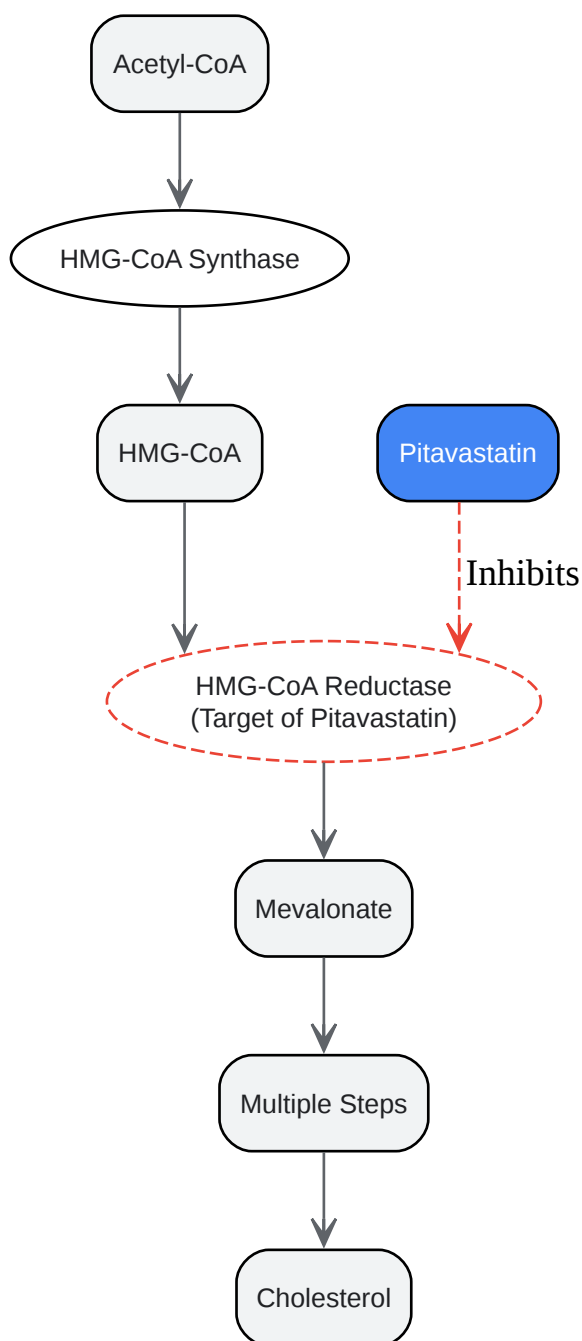 Acetyl-CoA
HMG-CoA Synthase
HMG-CoA
Pitavastatin
Inhibits
HMG-CoA Reductase
(Target of Pitavastatin)
Mevalonate
Multiple Steps
Cholesterol